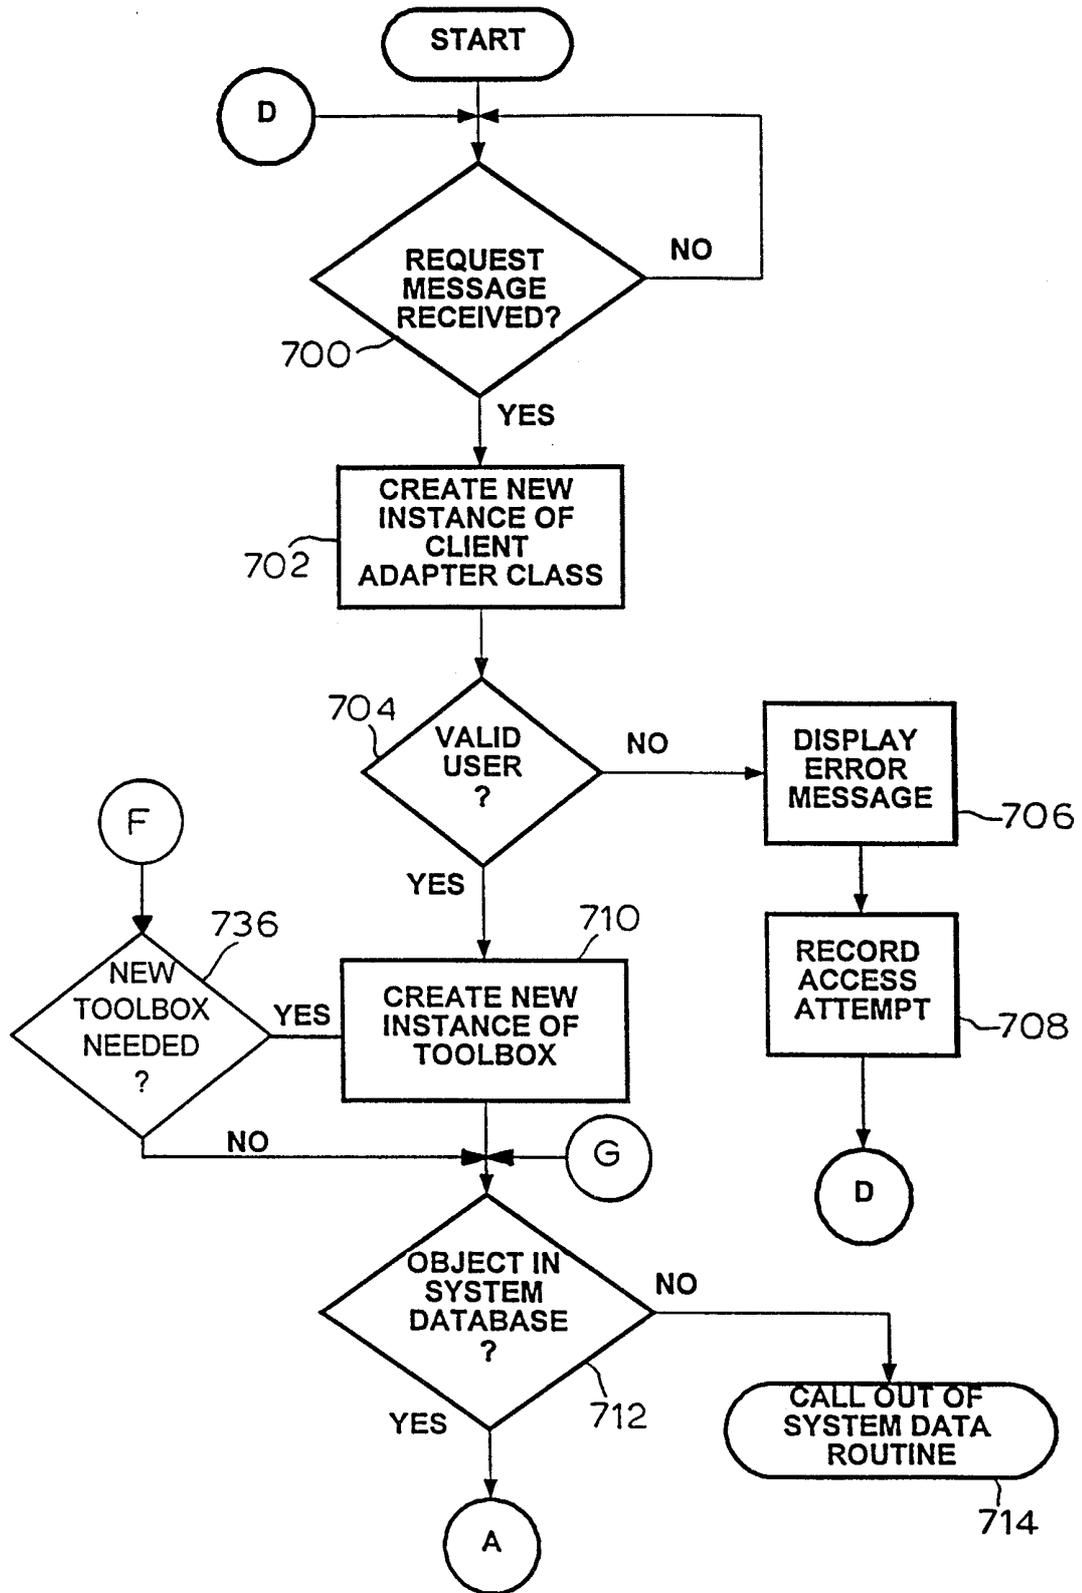 START
D
NO
REQUEST
MESSAGE
RECEIVED?
700
YES
CREATE NEW
INSTANCE OF
CLIENT
ADAPTER CLASS
702
704
VALID
USER
?
NO
DISPLAY
ERROR
MESSAGE
706
F
YES
736
710
NEW
TOOLBOX
NEEDED
?
YES
CREATE NEW
INSTANCE OF
TOOLBOX
RECORD
ACCESS
ATTEMPT
708
NO
G
D
OBJECT IN
SYSTEM
DATABASE
?
NO
712
YES
CALL OUT OF
SYSTEM DATA
ROUTINE
714
A